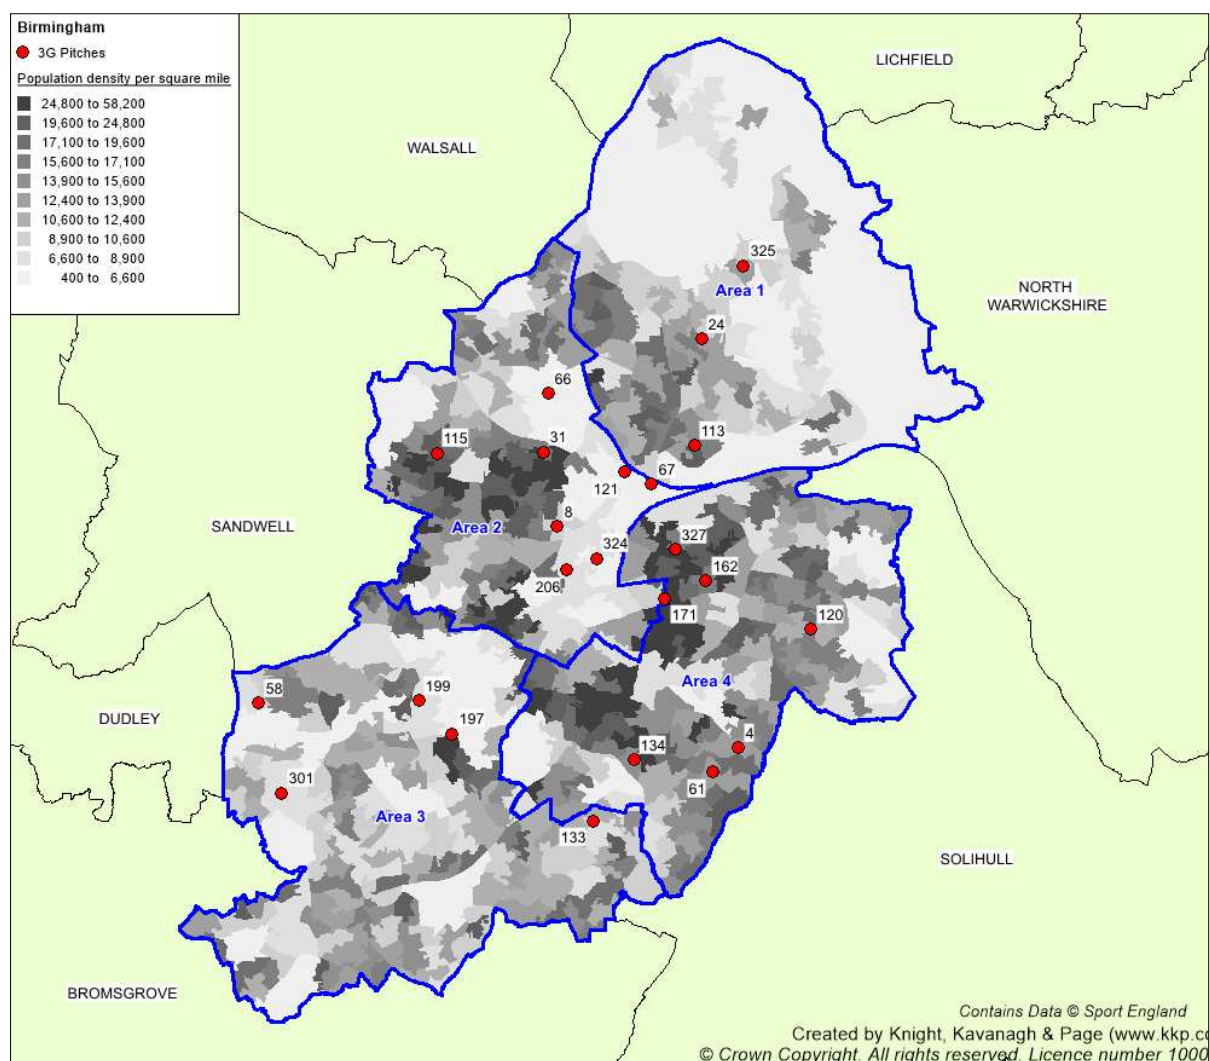 Birmingham
3G Pitches
Population density per square mile
24,800 to 58,200
19,600 to 24,800
17,100 to 19,600
15,600 to 17,100
13,900 to 15,600
12,400 to 13,900
10,600 to 12,400
8,900 to 10,600
6,600 to 8,900
400 to 6,600
LICHFIELD
WALSALL
325
Area 1
NORTH
WARWICKSHIRE
24
66
115
31
113
67
121
SANDWELL
Area 2
8
327
324
162
206
171
120
58
199
Area 4
DUDLEY
197
4
134
301
61
Area 3
133
SOLIHULL
BROMSGROVE
Contains Data © Sport England
Created by Knight, Kavanagh & Page (www.kkp.co
© Crown Copyright. All rights reserved. Licence number 1000